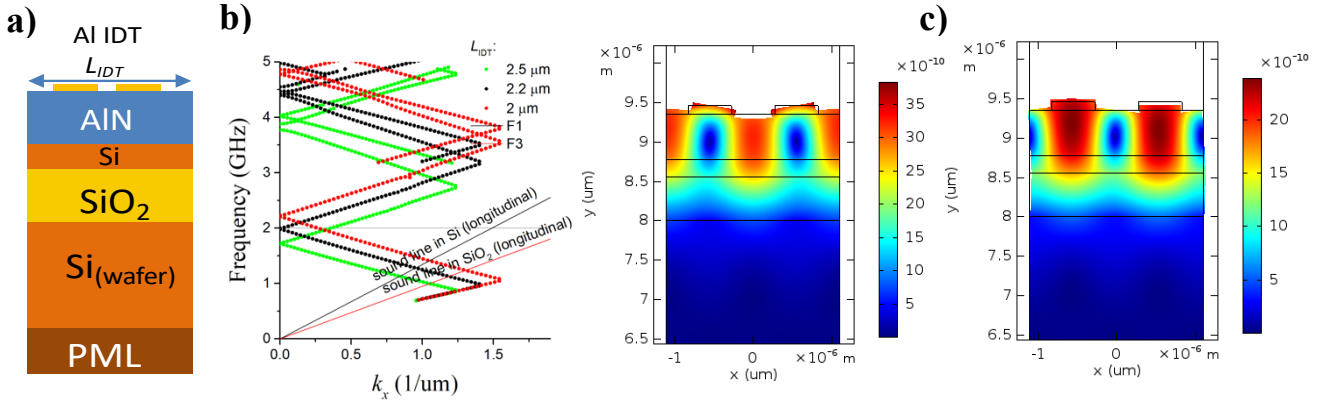 a)
Al IDT
L_IDT
AlN
Si
SiO₂
Si(wafer)
PML
b)
L_IDT:
2.5 μm
2.2 μm
2 μm
F1
F3
sound line in Si (longitudinal)
sound line in SiO₂ (longitudinal)
Frequency (GHz)
5
4
3
2
1
0
0.0 0.5 1.0 1.5
k_x (1/um)
×10⁻⁶
m
9.5
9
8.5
8
7.5
7
6.5
y (um)
-1 0 ×10⁻⁶ m
x (um)
×10⁻¹⁰
35
30
25
20
15
10
5
c)
×10⁻⁶
m
9.5
9
8.5
8
7.5
7
6.5
y (um)
-1 0 ×10⁻⁶ m
x (um)
×10⁻¹⁰
20
15
10
5